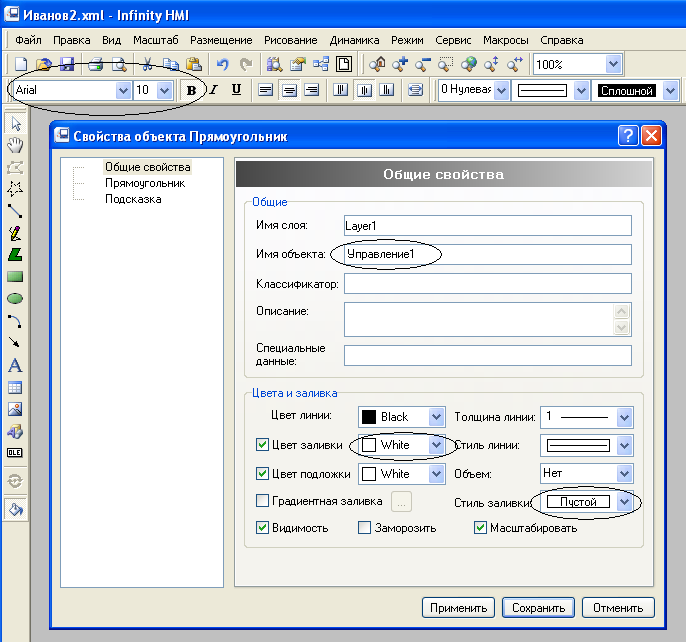 Иванов2.xml - Infinity HMI
Файл Правка Вид Масштаб Размещение Рисование Динамика Режим Сервис Макросы Справка
100%
Arial 10 B I U 0 Нулевая Сплошной
Свойства объекта Прямоугольник
Общие свойства
Прямоугольник
Подсказка
Общие свойства
Общие
Имя слоя: Layer1
Имя объекта: Управление1
Классификатор:
Описание:
Специальные
данные:
Цвета и заливка
Цвет линии: Black Толщина линии: 1
Цвет заливки White Стиль линии:
Цвет подложки White Объем: Нет
Градиентная заливка ... Стиль заливки: Пустой
Видимость Заморозить Масштабировать
A
OLE
Применить Сохранить Отменить